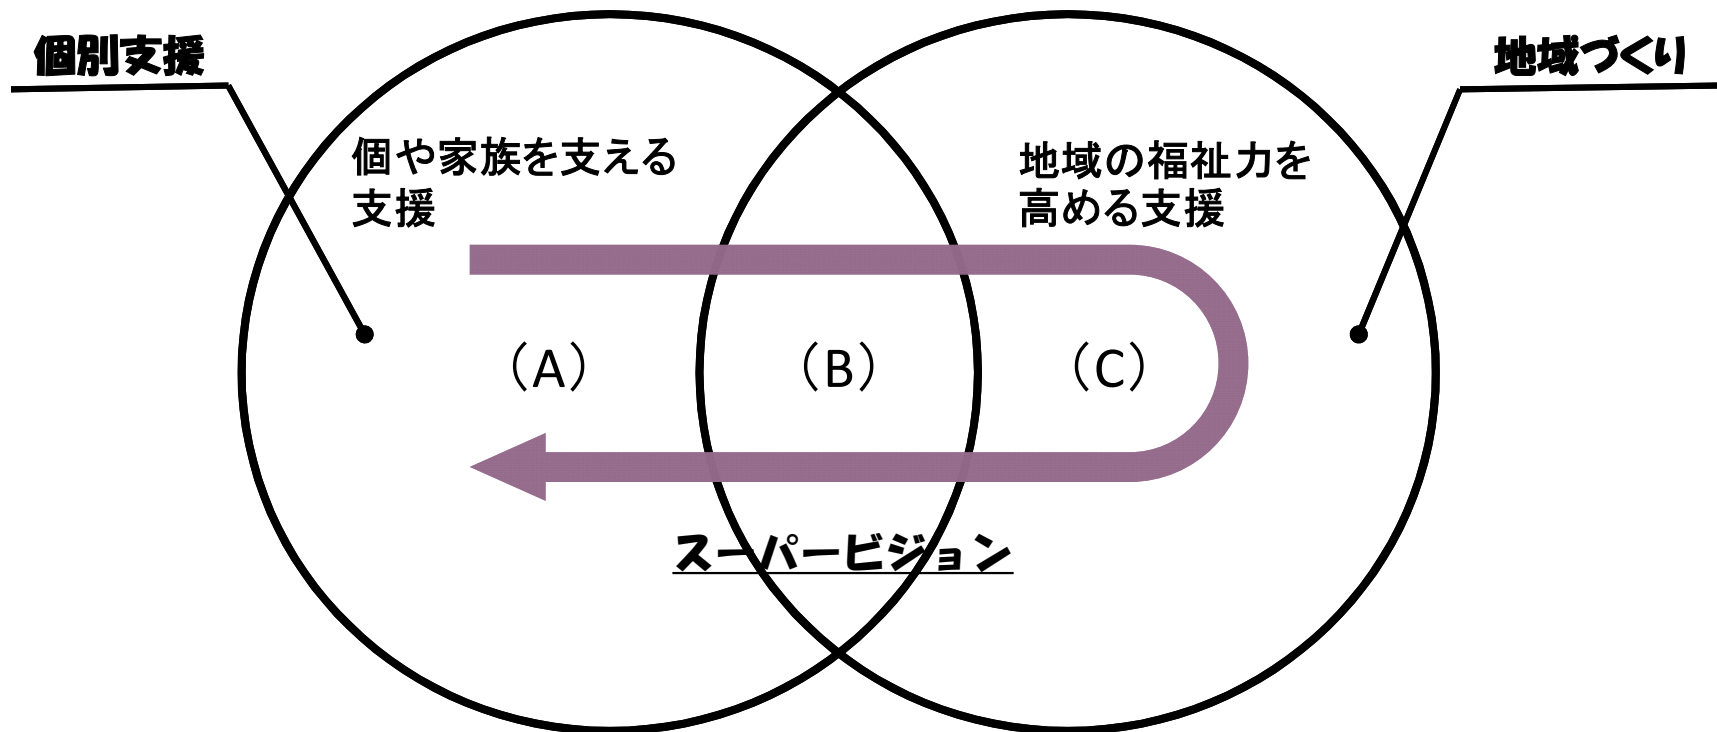 個別支援
地域づくり
個や家族を支える
支援
地域の福祉力を
高める支援
（A）
（B）
（C）
スーパービジョン